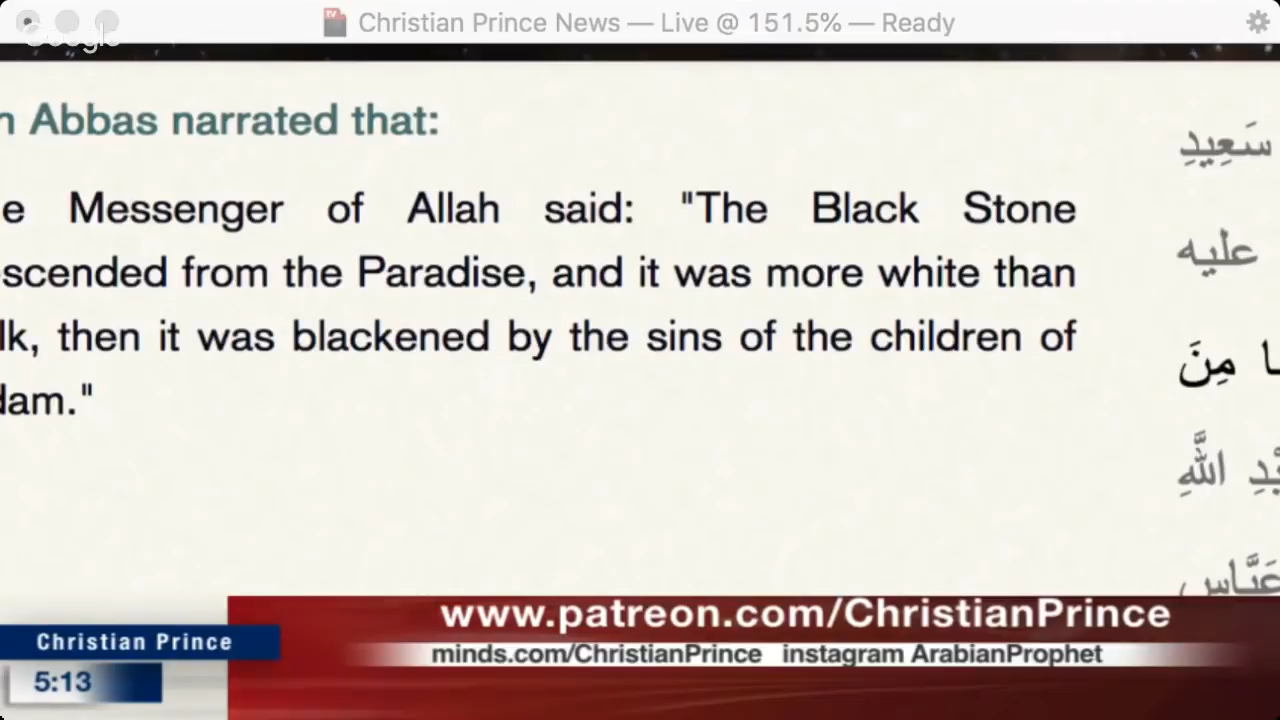 Christian Prince News — Live @ 151.5% — Ready
Google
n Abbas narrated that:
e Messenger of Allah said: "The Black Stone
scended from the Paradise, and it was more white than
lk, then it was blackened by the sins of the children of
dam."
سَعِيدِ
عليه
ا مِنَ
بْدِ اللَّهِ
عَبَّاسٍ
www.patreon.com/ChristianPrince
Christian Prince
minds.com/ChristianPrince instagram ArabianProphet
5:13